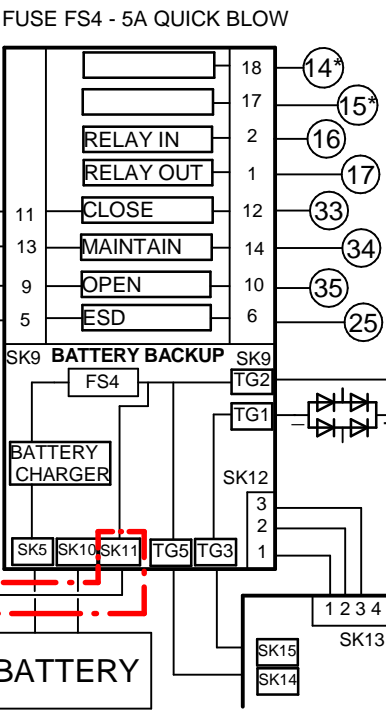 FUSE FS4 - 5A QUICK BLOW
18 14*
17 15*
RELAY IN 2 16
RELAY OUT 1 17
11 CLOSE 12 33
13 MAINTAIN 14 34
9 OPEN 10 35
5 ESD 6 25
SK9 BATTERY BACKUP SK9
FS4 TG2
TG1
BATTERY
CHARGER
SK12
3
2
1
SK5 SK10 SK11 TG5 TG3
1 2 3 4
SK13
SK15
SK14
BATTERY